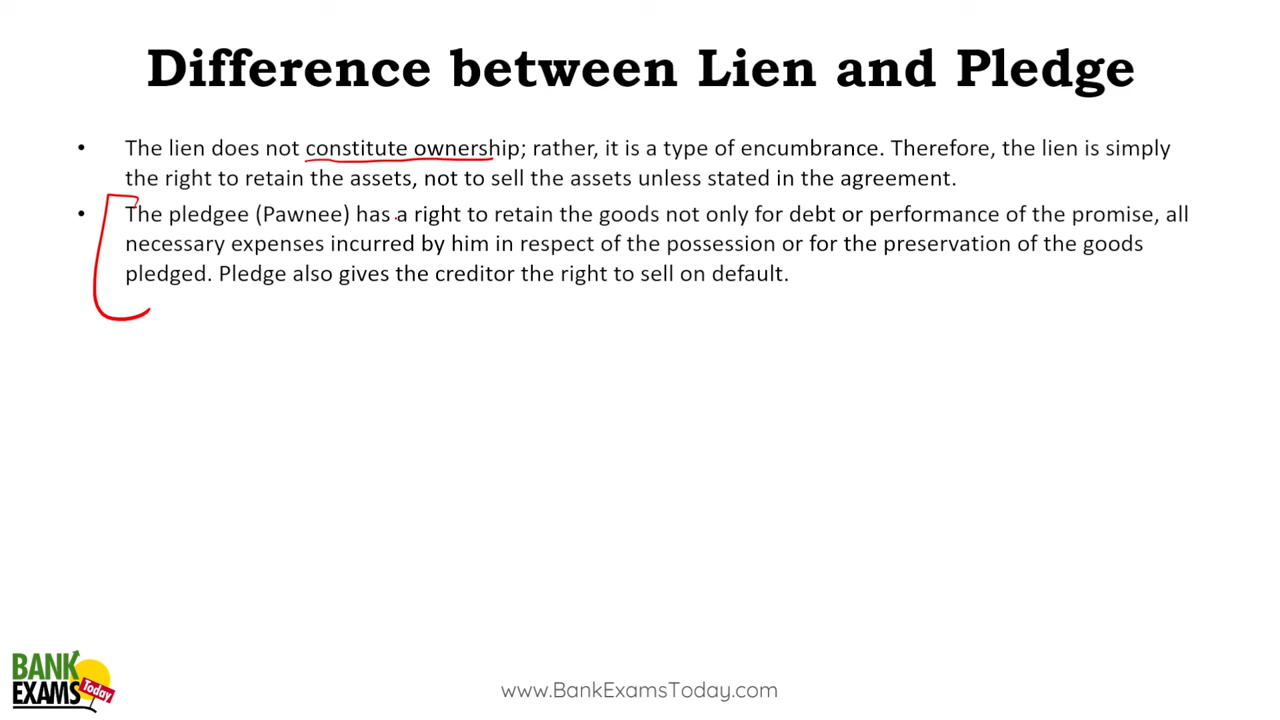 Difference between Lien and Pledge
• The lien does not constitute ownership; rather, it is a type of encumbrance. Therefore, the lien is simply
the right to retain the assets, not to sell the assets unless stated in the agreement.
• The pledgee (Pawnee) has a right to retain the goods not only for debt or performance of the promise, all
necessary expenses incurred by him in respect of the possession or for the preservation of the goods
pledged. Pledge also gives the creditor the right to sell on default.
BANK
EXAMS
Today
www.BankExamsToday.com